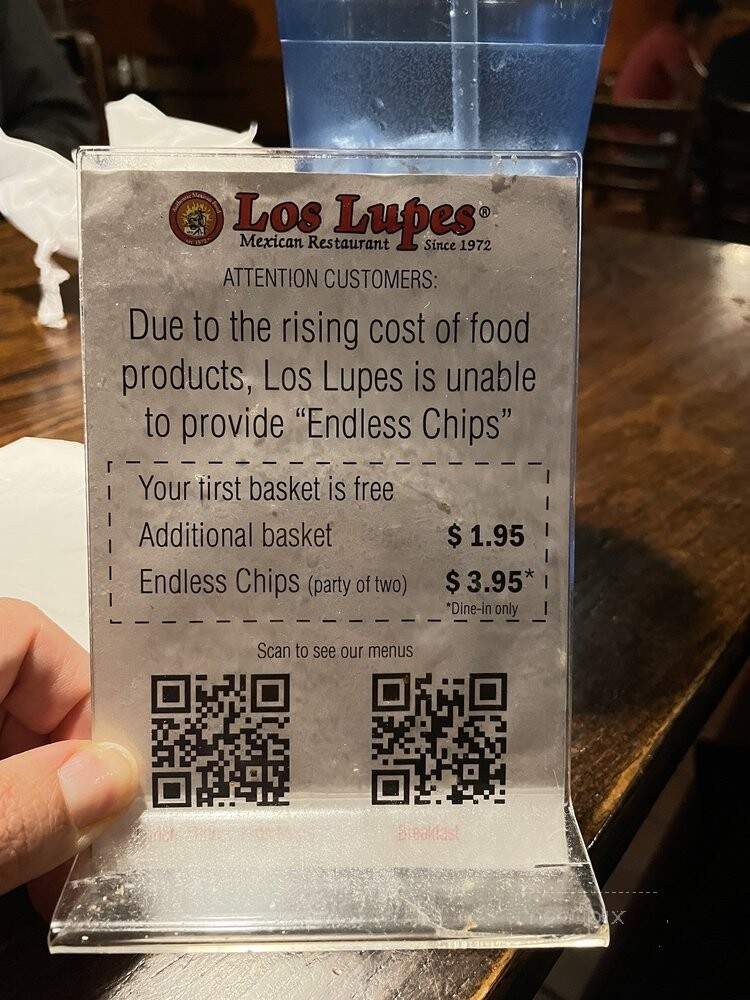 Los Lupes®
Mexican Restaurant Since 1972
ATTENTION CUSTOMERS:
Due to the rising cost of food
products, Los Lupes is unable
to provide “Endless Chips”
Your first basket is free
Additional basket $ 1.95
Endless Chips (party of two) $ 3.95*
*Dine-in only
Scan to see our menus
Breakfast